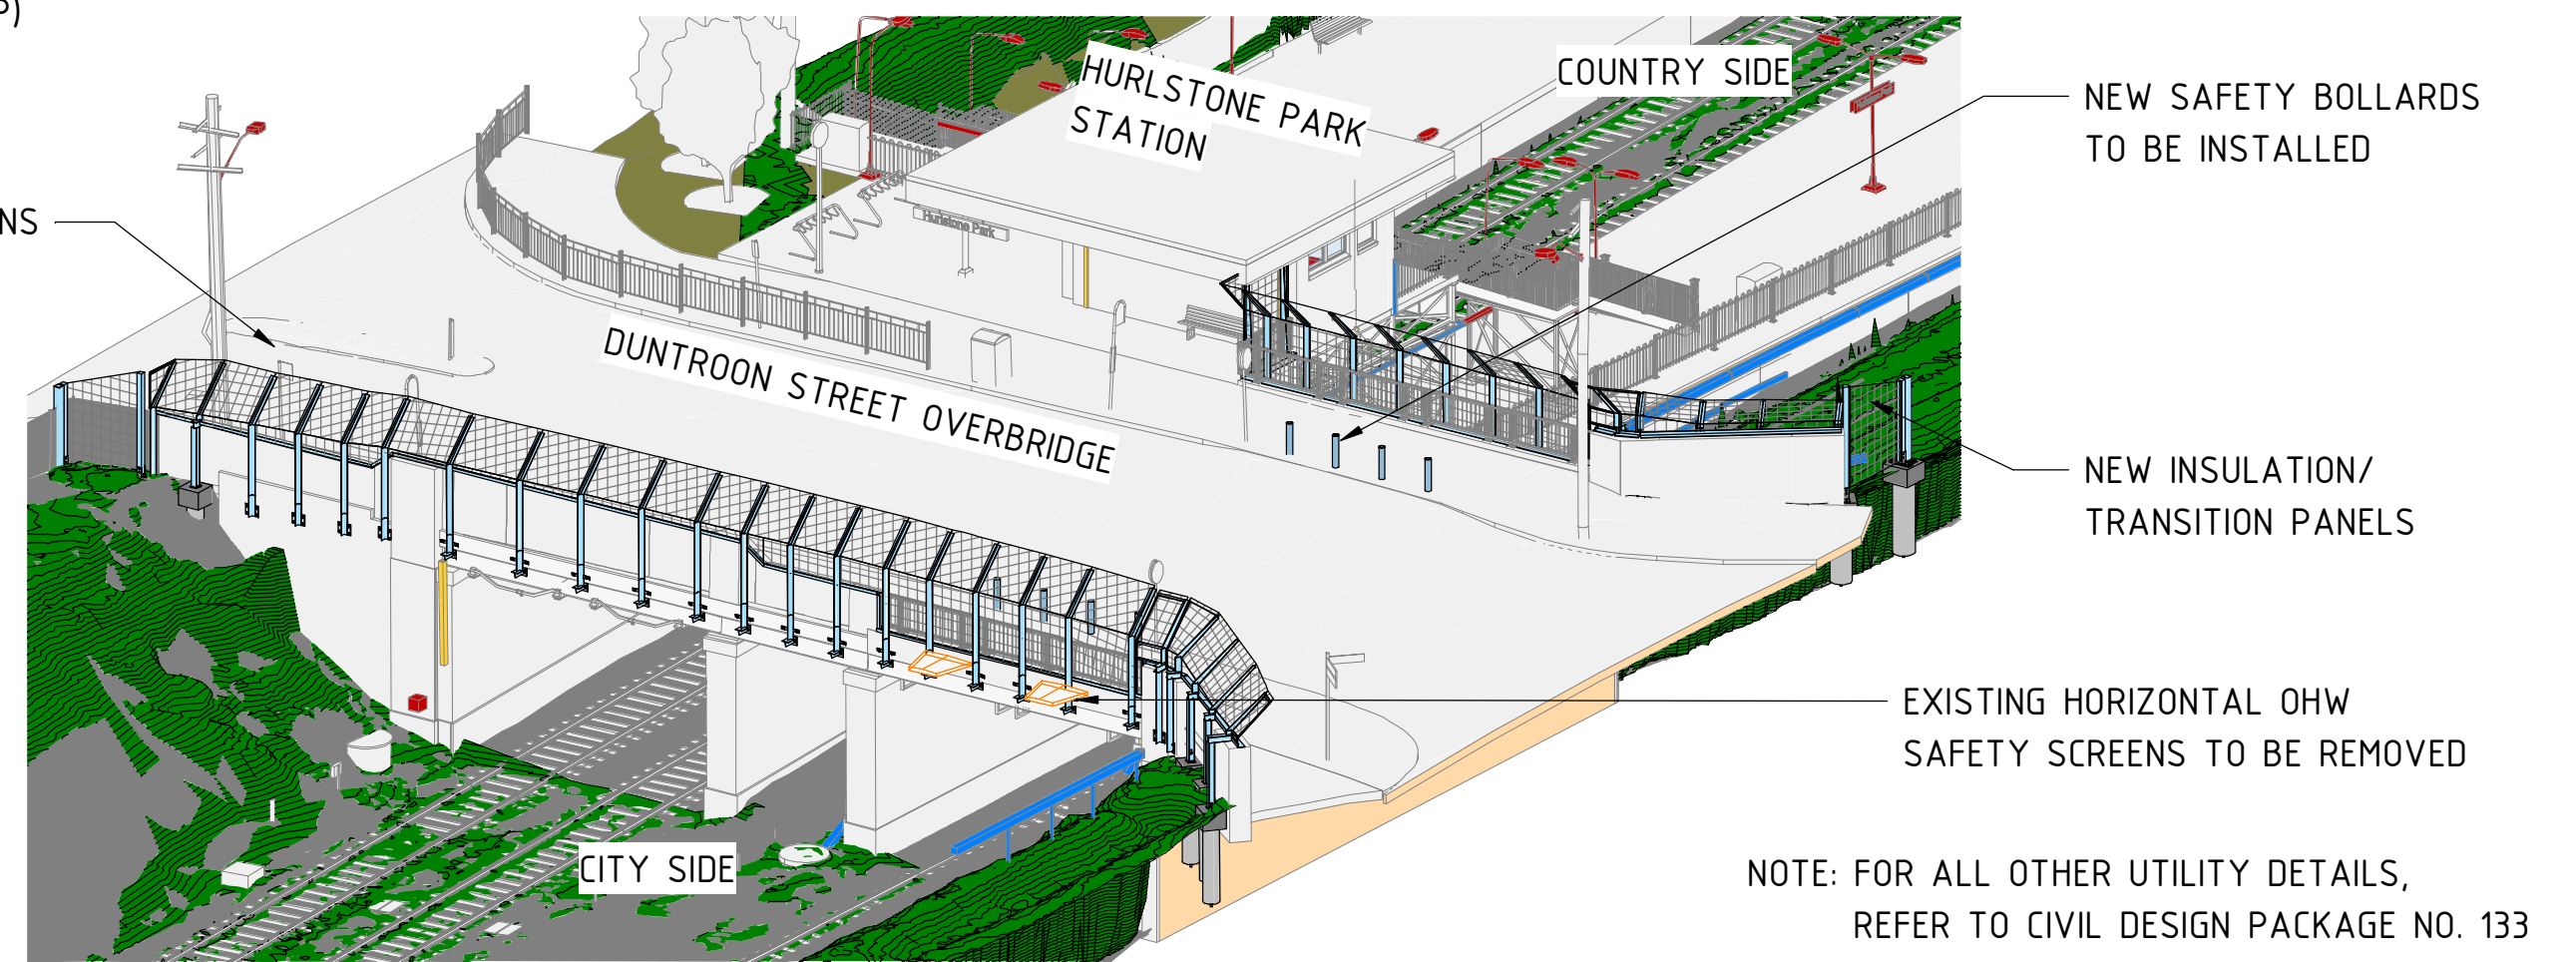 HURLSTONE PARK
STATION
COUNTRY SIDE
NEW SAFETY BOLLARDS
TO BE INSTALLED
Hurlstone Park
DUNTROON STREET OVERBRIDGE
NEW INSULATION/
TRANSITION PANELS
EXISTING HORIZONTAL OHW
SAFETY SCREENS TO BE REMOVED
CITY SIDE
NOTE: FOR ALL OTHER UTILITY DETAILS,
REFER TO CIVIL DESIGN PACKAGE NO. 133